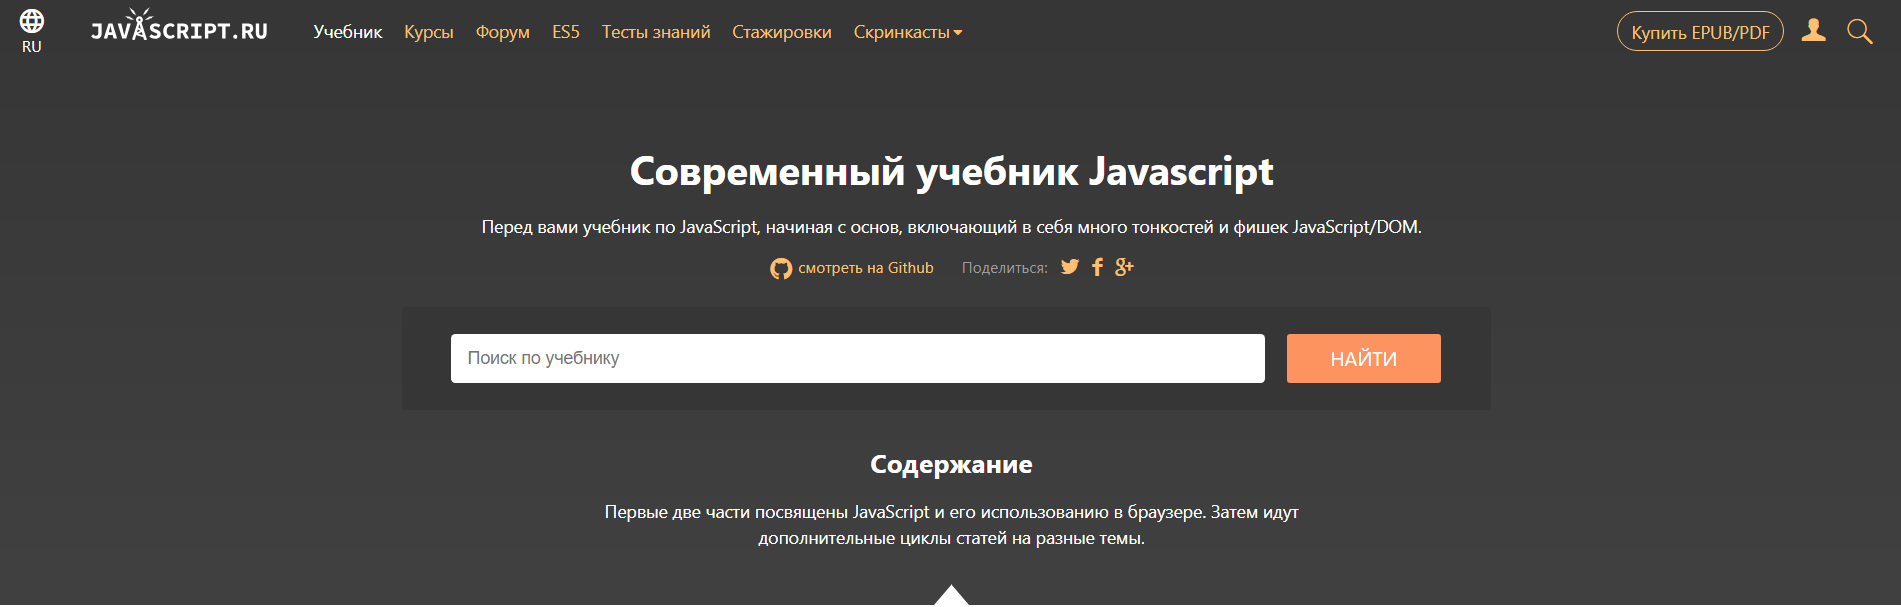 RU
JAVASCRIPT.RU
Учебник Курсы Форум ES5 Тесты знаний Стажировки Скринкасты
Купить EPUB/PDF
Современный учебник Javascript
Перед вами учебник по JavaScript, начиная с основ, включающий в себя много тонкостей и фишек JavaScript/DOM.
смотреть на Github Поделиться: g+
Поиск по учебнику НАЙТИ
Содержание
Первые две части посвящены JavaScript и его использованию в браузере. Затем идут
дополнительные циклы статей на разные темы.